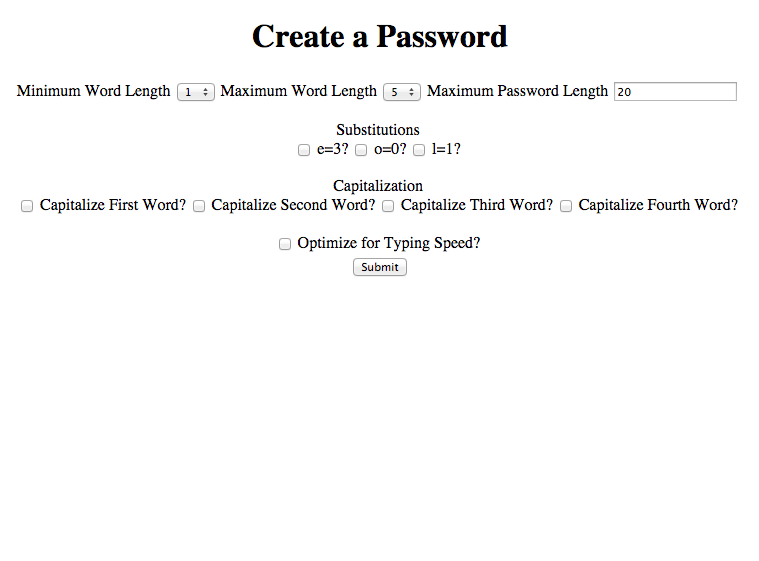 Create a Password
Minimum Word Length 1 Maximum Word Length 5 Maximum Password Length 20
Substitutions
e=3? o=0? l=1?
Capitalization
Capitalize First Word? Capitalize Second Word? Capitalize Third Word? Capitalize Fourth Word?
Optimize for Typing Speed?
Submit